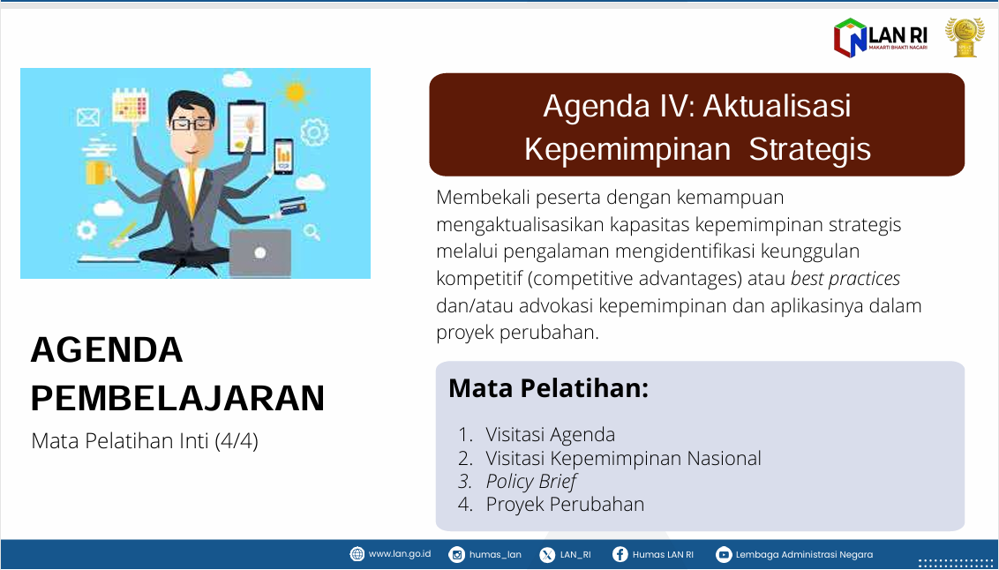 LAN RI
MAKARTI BHAKTI NAGARI
Agenda IV: Aktualisasi
Kepemimpinan Strategis
Membekali peserta dengan kemampuan
mengaktualisasikan kapasitas kepemimpinan strategis
melalui pengalaman mengidentifikasi keunggulan
kompetitif (competitive advantages) atau best practices
dan/atau advokasi kepemimpinan dan aplikasinya dalam
proyek perubahan.
AGENDA
PEMBELAJARAN
Mata Pelatihan Inti (4/4)
Mata Pelatihan:
1. Visitasi Agenda
2. Visitasi Kepemimpinan Nasional
3. Policy Brief
4. Proyek Perubahan
www.lan.go.id humas_lan LAN_RI Humas LAN RI Lembaga Administrasi Negara